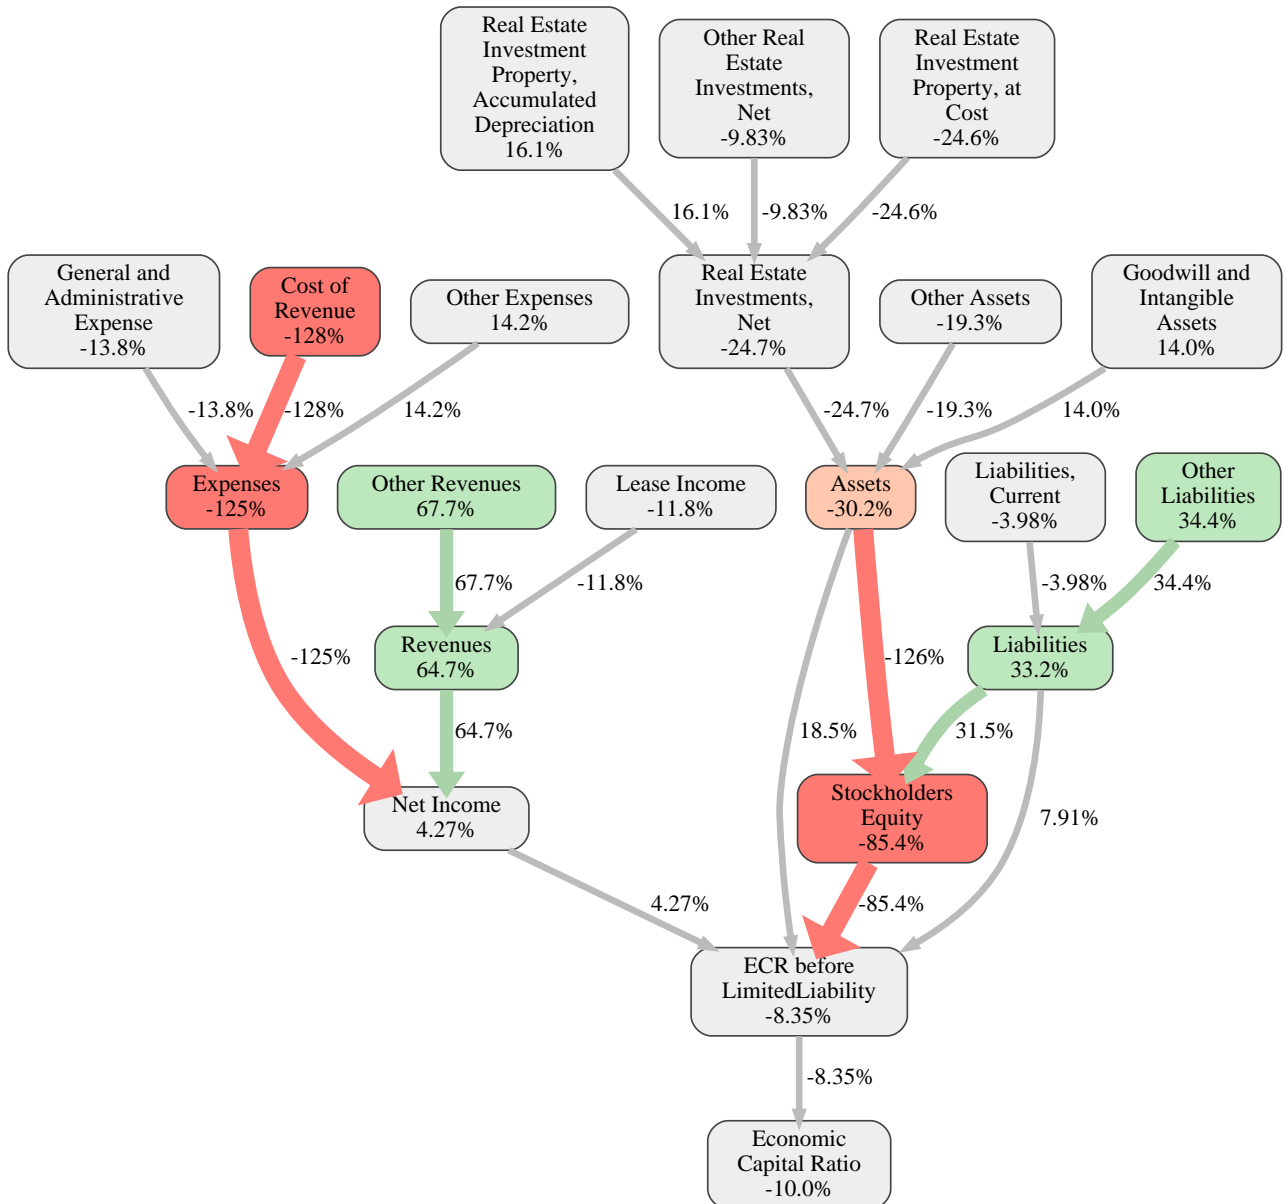 Real Estate
Investment
Property,
Accumulated
Depreciation
16.1%
Other Real
Estate
Investments,
Net
-9.83%
Real Estate
Investment
Property, at
Cost
-24.6%
16.1%
-9.83%
-24.6%
General and
Administrative
Expense
-13.8%
Cost of
Revenue
-128%
Other Expenses
14.2%
Real Estate
Investments,
Net
-24.7%
Other Assets
-19.3%
Goodwill and
Intangible
Assets
14.0%
-13.8%
-128%
14.2%
-24.7%
-19.3%
14.0%
Expenses
-125%
Other Revenues
67.7%
Lease Income
-11.8%
Assets
-30.2%
Liabilities,
Current
-3.98%
Other
Liabilities
34.4%
67.7%
-11.8%
-3.98%
34.4%
-125%
Revenues
64.7%
-126%
Liabilities
33.2%
64.7%
18.5%
31.5%
Net Income
4.27%
Stockholders
Equity
-85.4%
7.91%
4.27%
-85.4%
ECR before
LimitedLiability
-8.35%
-8.35%
Economic
Capital Ratio
-10.0%